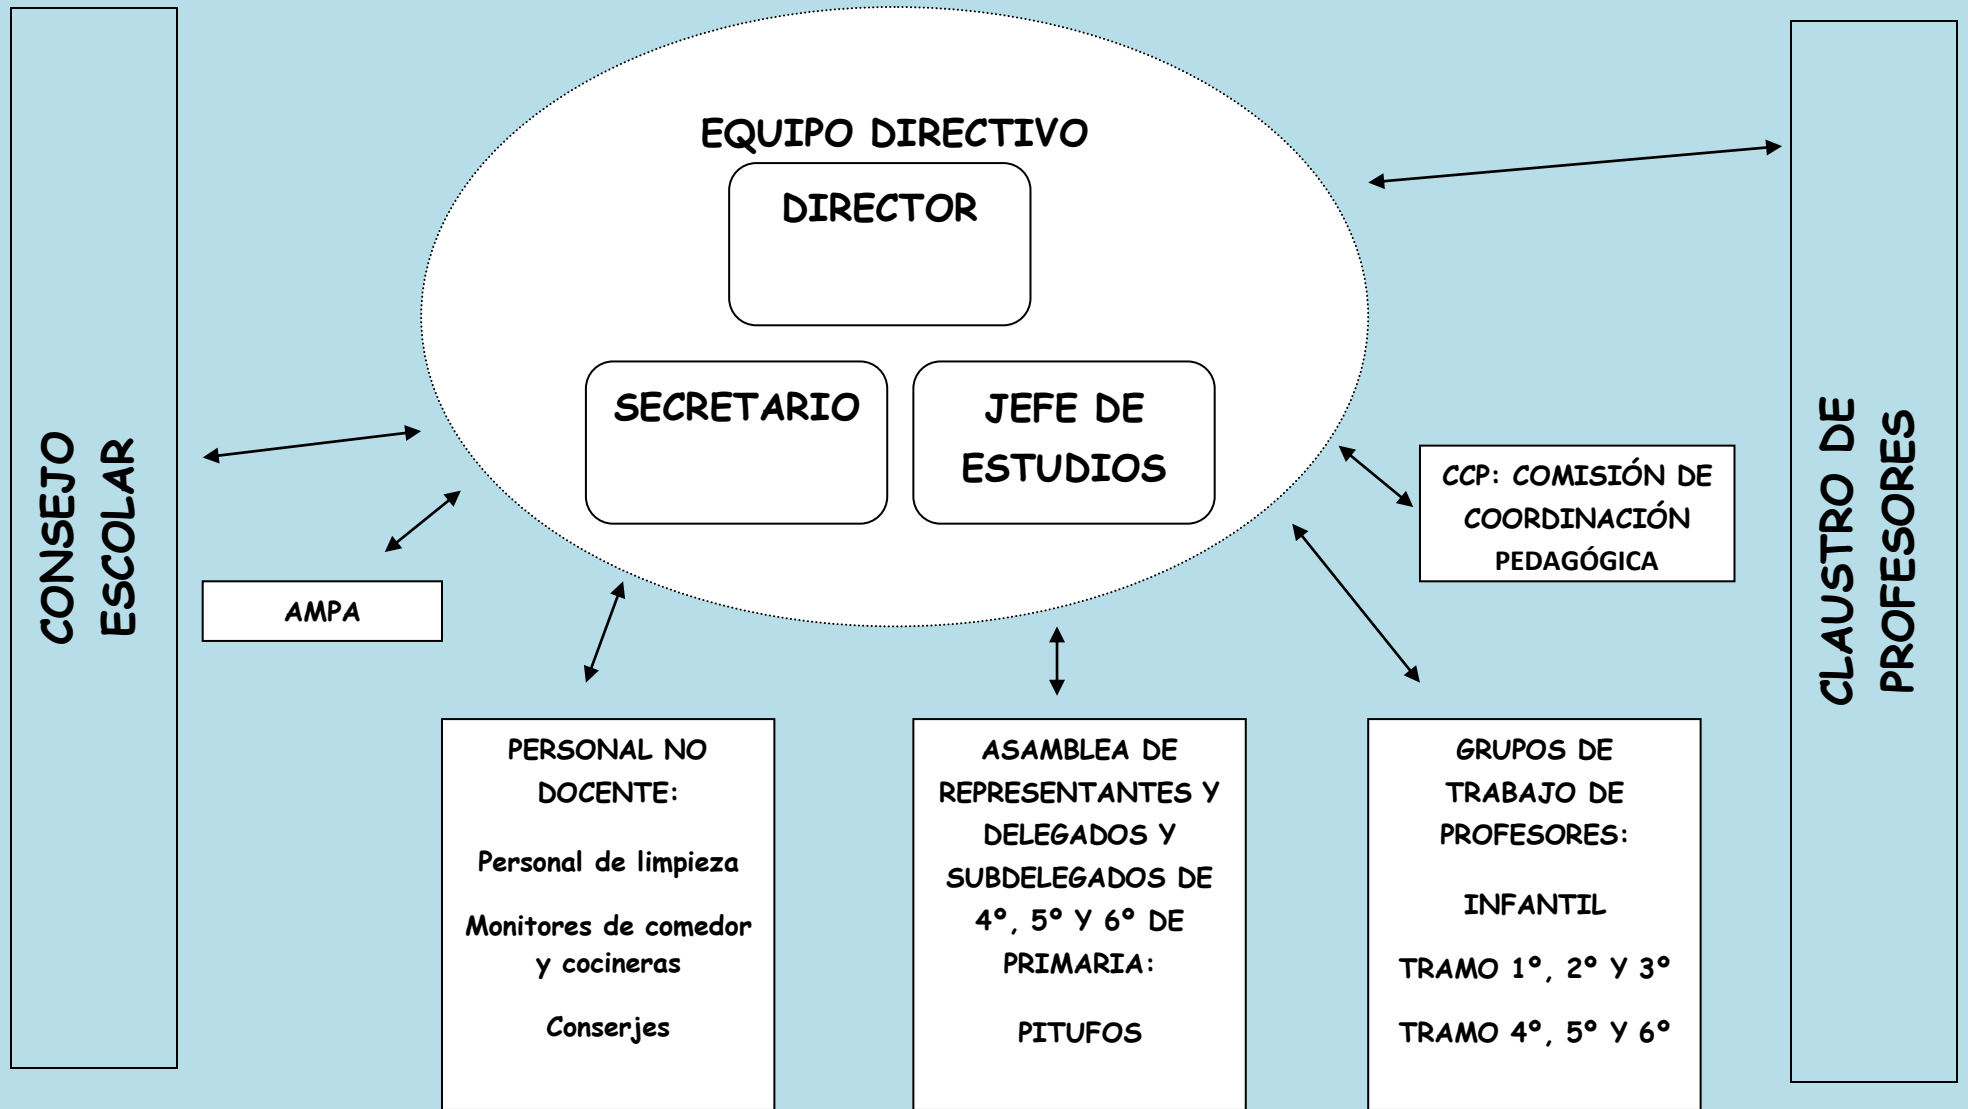 CONSEJO
ESCOLAR
EQUIPO DIRECTIVO
DIRECTOR
SECRETARIO
JEFE DE
ESTUDIOS
CCP: COMISIÓN DE
COORDINACIÓN
PEDAGÓGICA
AMPA
PERSONAL NO
DOCENTE:
Personal de limpieza
Monitores de comedor
y cocineras
Conserjes
ASAMBLEA DE
REPRESENTANTES Y
DELEGADOS Y
SUBDELEGADOS DE
4º, 5º Y 6º DE
PRIMARIA:
PITUFOS
GRUPOS DE
TRABAJO DE
PROFESORES:
INFANTIL
TRAMO 1º, 2º Y 3º
TRAMO 4º, 5º Y 6º
CLAUSTRO DE
PROFESORES